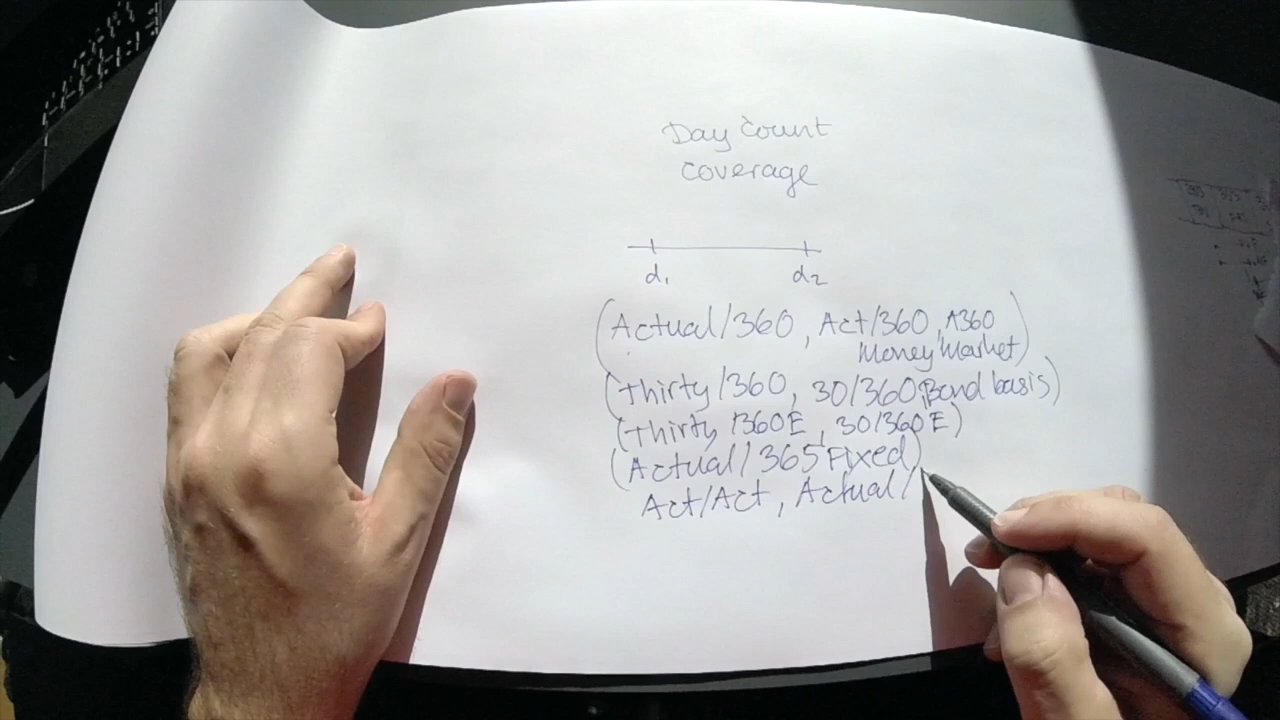 Day Count
Coverage
d₁ d₂
(Actual/360, Act/360, A360
Money Market)
(Thirty/360, 30/360, Bond basis)
(Thirty/360E, 30/360E)
(Actual/365 Fixed)
Act/Act, Actual/